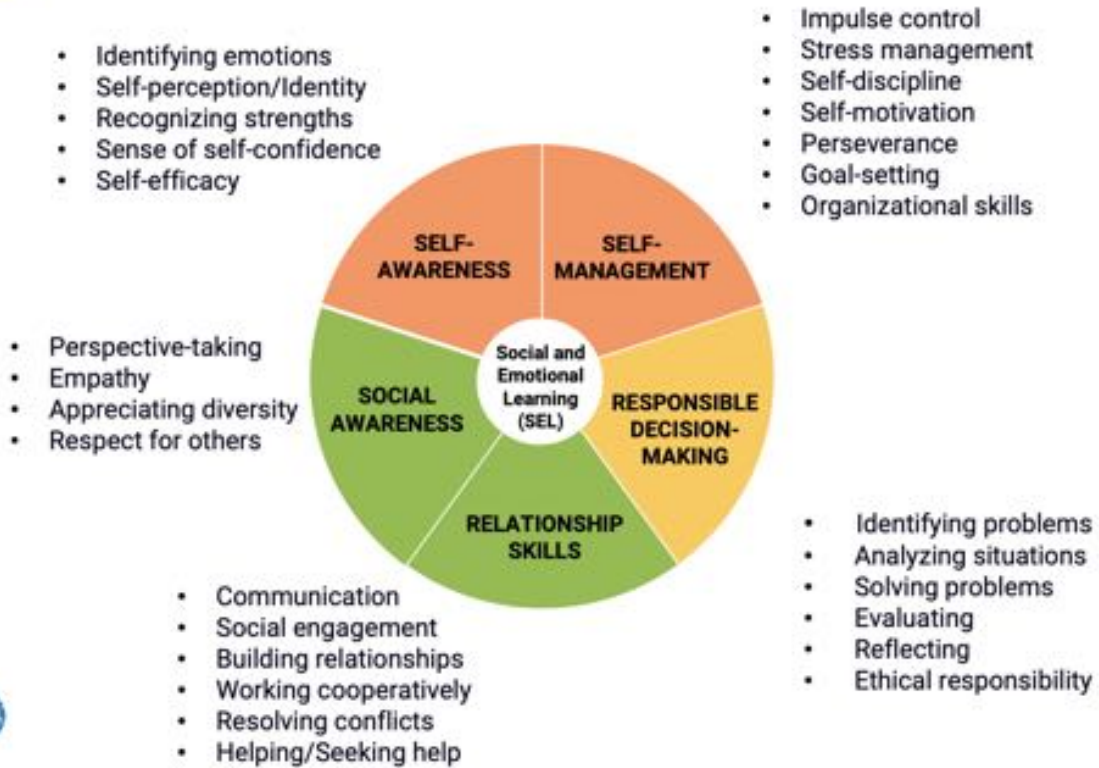 • Identifying emotions
• Self-perception/Identity
• Recognizing strengths
• Sense of self-confidence
• Self-efficacy
• Impulse control
• Stress management
• Self-discipline
• Self-motivation
• Perseverance
• Goal-setting
• Organizational skills
SELF-
AWARENESS
SELF-
MANAGEMENT
• Perspective-taking
• Empathy
• Appreciating diversity
• Respect for others
SOCIAL
AWARENESS
Social and
Emotional
Learning
(SEL)
RESPONSIBLE
DECISION-
MAKING
RELATIONSHIP
SKILLS
• Identifying problems
• Analyzing situations
• Solving problems
• Evaluating
• Reflecting
• Ethical responsibility
• Communication
• Social engagement
• Building relationships
• Working cooperatively
• Resolving conflicts
• Helping/Seeking help